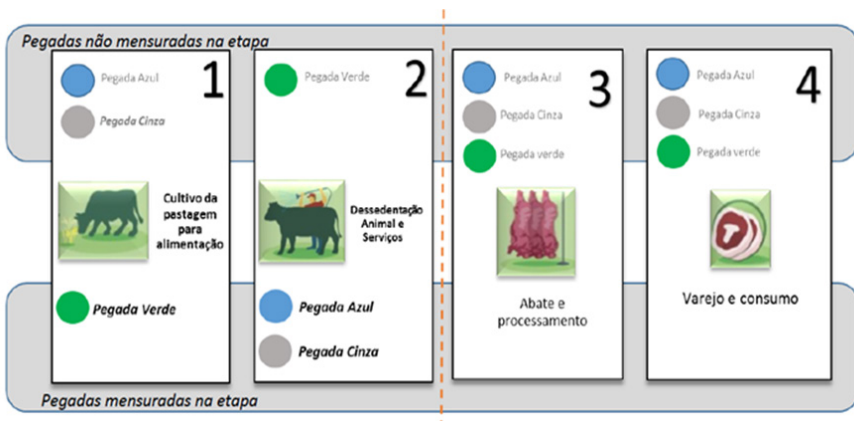 Pegadas não mensuradas na etapa
1
Pegada Azul
Pegada Cinza
Cultivo da
pastagem
para
alimentação
Pegada Verde
2
Pegada Verde
Dessedentação
Animal e
Serviços
Pegada Azul
Pegada Cinza
3
Pegada Azul
Pegada Cinza
Pegada verde
Abate e
processamento
4
Pegada Azul
Pegada Cinza
Pegada verde
Varejo e consumo
Pegadas mensuradas na etapa